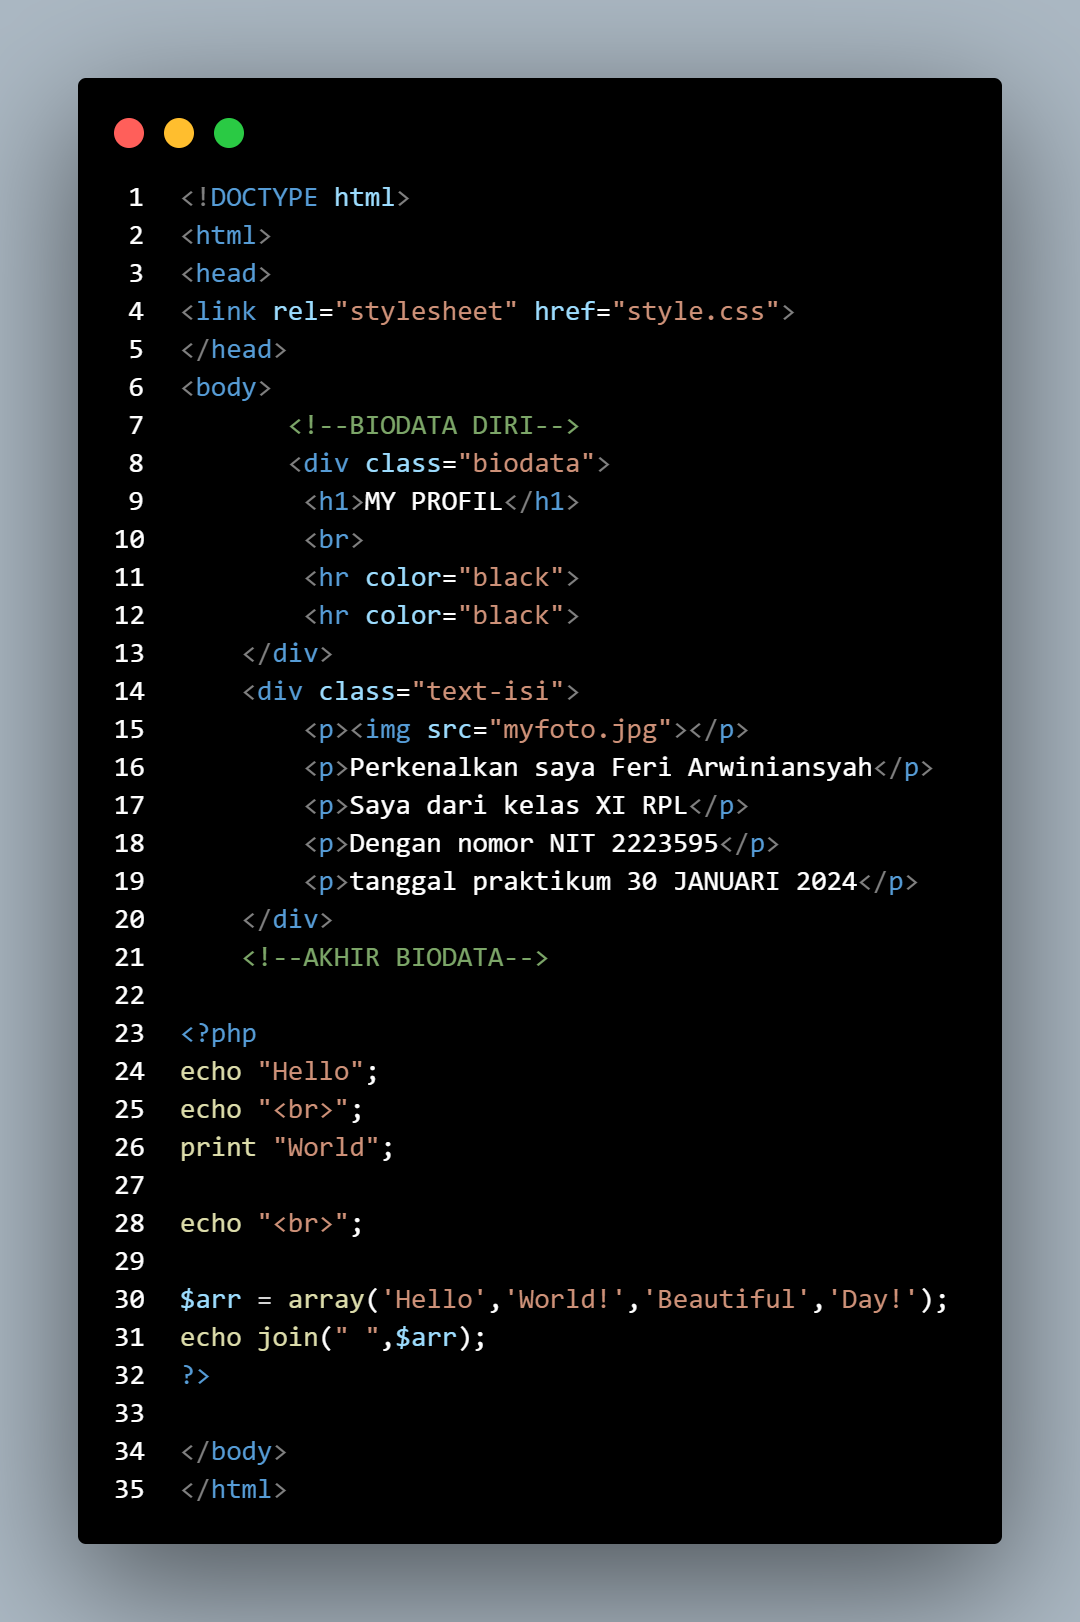 1 <!DOCTYPE html>
2 <html>
3 <head>
4 <link rel="stylesheet" href="style.css">
5 </head>
6 <body>
7        <!--BIODATA DIRI-->
8        <div class="biodata">
9         <h1>MY PROFIL</h1>
10         <br>
11         <hr color="black">
12         <hr color="black">
13     </div>
14     <div class="text-isi">
15         <p><img src="myfoto.jpg"></p>
16         <p>Perkenalkan saya Feri Arwiniansyah</p>
17         <p>Saya dari kelas XI RPL</p>
18         <p>Dengan nomor NIT 2223595</p>
19         <p>tanggal praktikum 30 JANUARI 2024</p>
20     </div>
21     <!--AKHIR BIODATA-->
22
23 <?php
24 echo "Hello";
25 echo "<br>";
26 print "World";
27
28 echo "<br>";
29
30 $arr = array('Hello','World!','Beautiful','Day!');
31 echo join(" ",$arr);
32 ?>
33
34 </body>
35 </html>